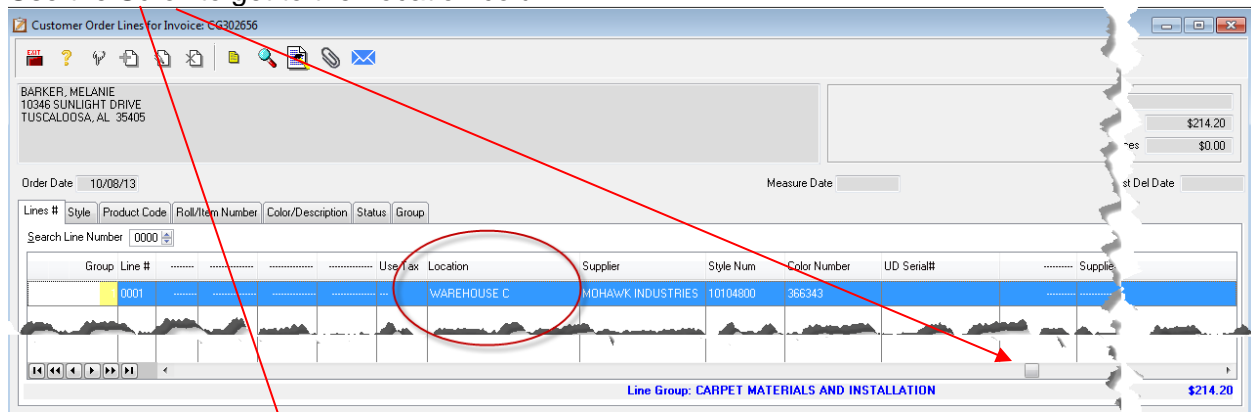 Customer Order Lines for Invoice: CG302656
EXIT
BARKER, MELANIE
10346 SUNLIGHT DRIVE
TUSCALOOSA, AL 35405
$214.20
$0.00
Order Date 10/08/13 Measure Date Del Date
Lines # Style Product Code Roll/Item Number Color/Description Status Group
Search Line Number 0000
Group Line # Use Tax Location Supplier Style Num Color Number UD Serial#
0001 WAREHOUSE C MOHAWK INDUSTRIES 10104800 366343
Line Group: CARPET MATERIALS AND INSTALLATION $214.20